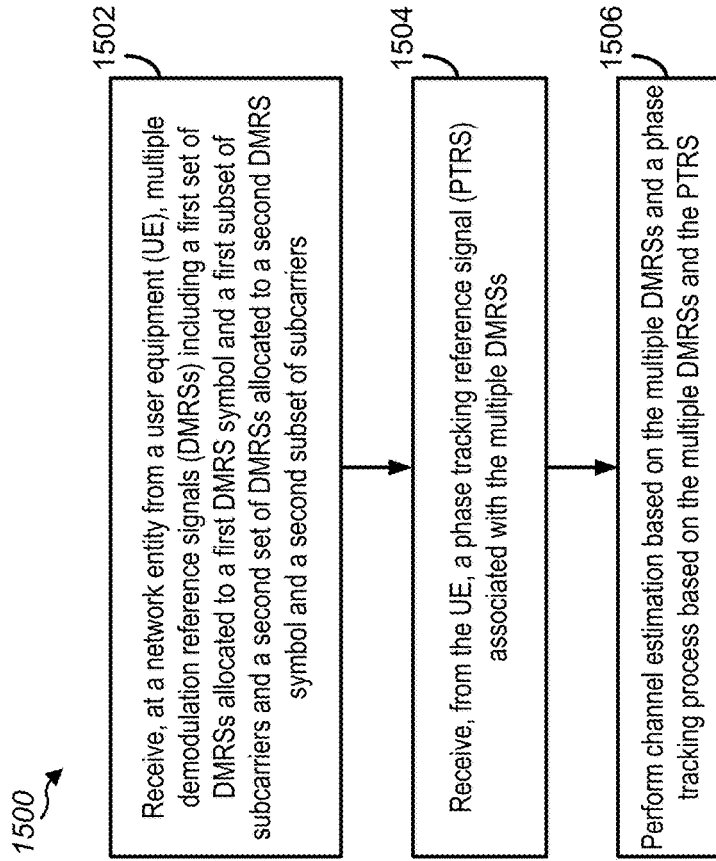 1500
1502
Receive, at a network entity from a user equipment (UE), multiple
demodulation reference signals (DMRSs) including a first set of
DMRSs allocated to a first DMRS symbol and a first subset of
subcarriers and a second set of DMRSs allocated to a second DMRS
symbol and a second subset of subcarriers
1504
Receive, from the UE, a phase tracking reference signal (PTRS)
associated with the multiple DMRSs
1506
Perform channel estimation based on the multiple DMRSs and a phase
tracking process based on the multiple DMRSs and the PTRS